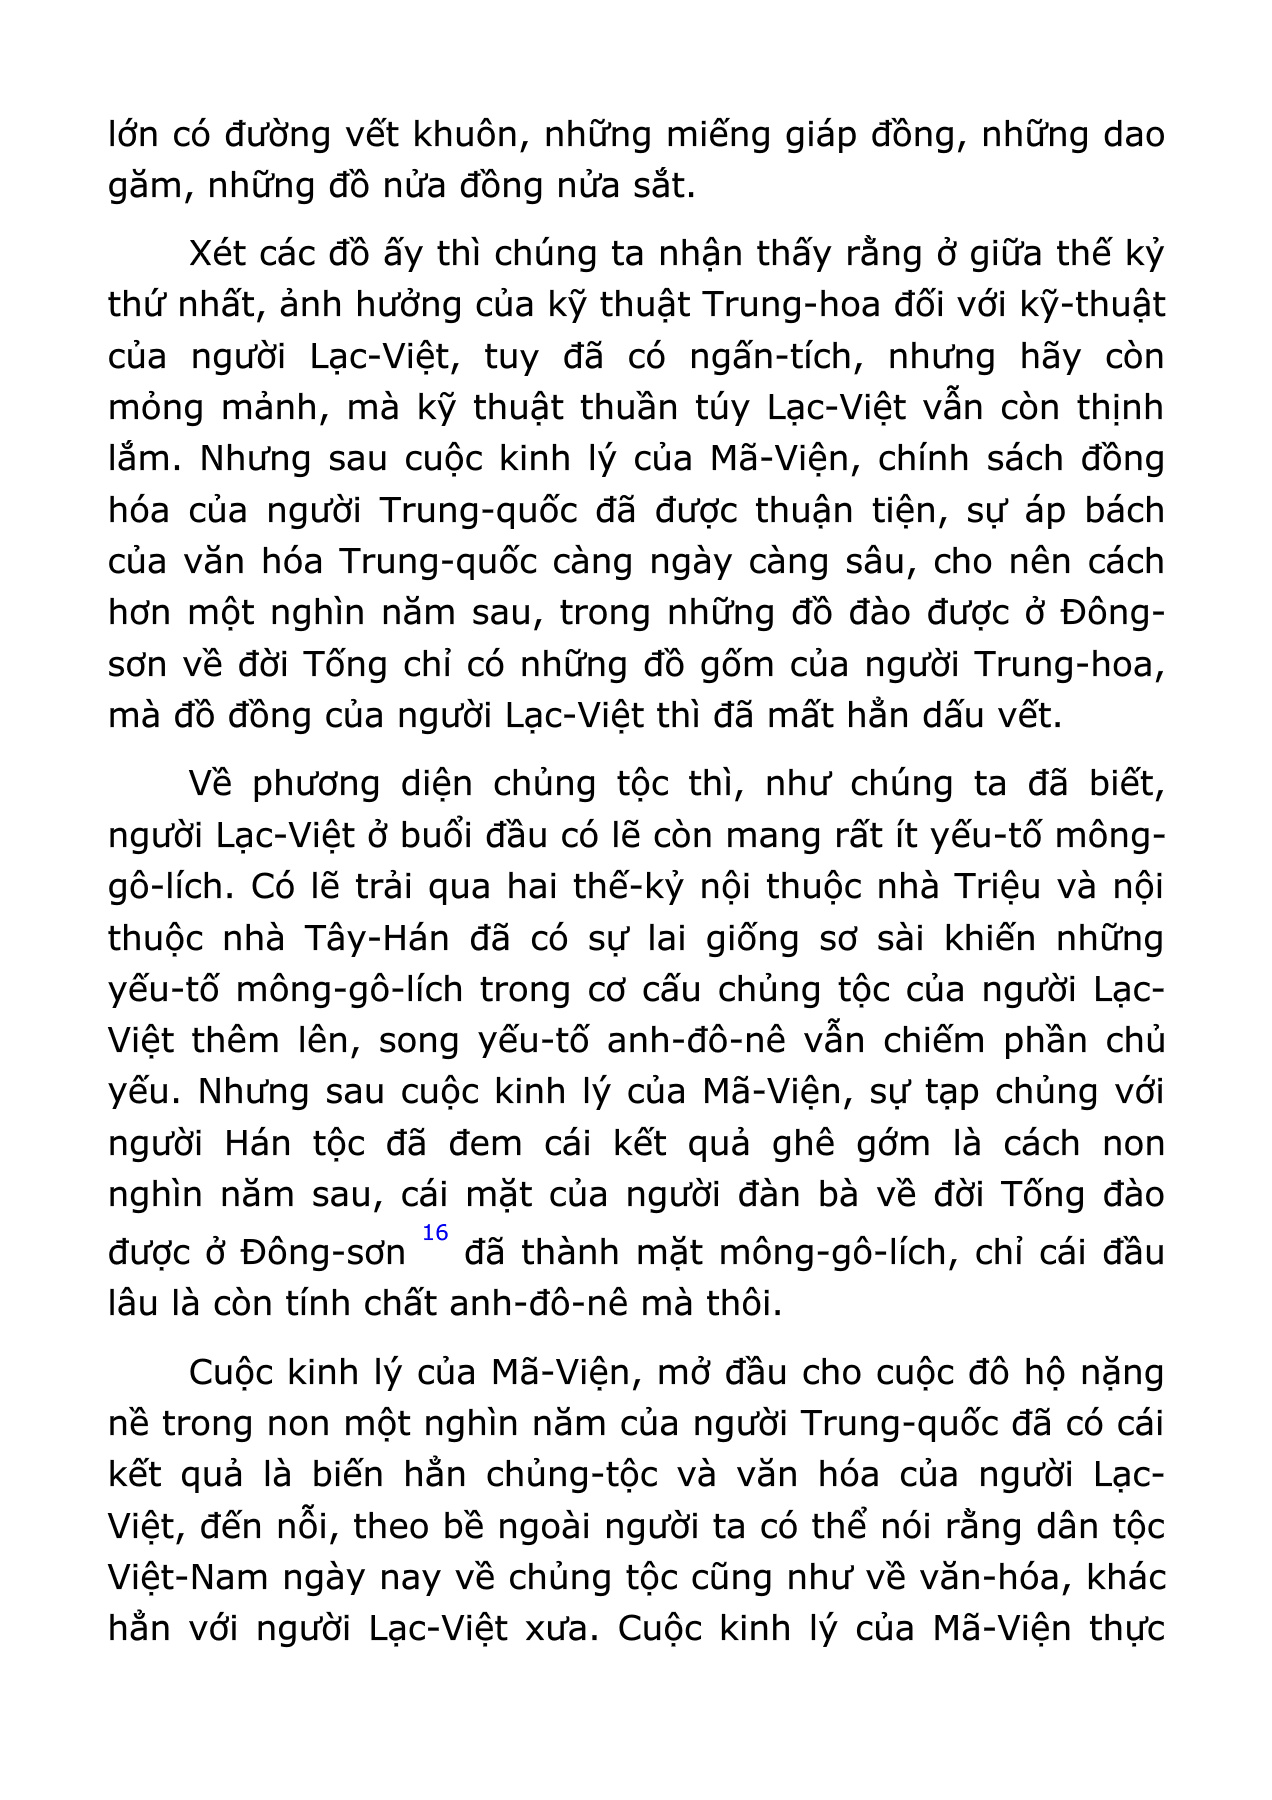 lớn có đường vết khuôn, những miếng giáp đồng, những dao
găm, những đồ nửa đồng nửa sắt.
Xét các đồ ấy thì chúng ta nhận thấy rằng ở giữa thế kỷ
thứ nhất, ảnh hưởng của kỹ thuật Trung-hoa đối với kỹ-thuật
của người Lạc-Việt, tuy đã có ngấn-tích, nhưng hãy còn
mỏng mảnh, mà kỹ thuật thuần túy Lạc-Việt vẫn còn thịnh
lắm. Nhưng sau cuộc kinh lý của Mã-Viện, chính sách đồng
hóa của người Trung-quốc đã được thuận tiện, sự áp bách
của văn hóa Trung-quốc càng ngày càng sâu, cho nên cách
hơn một nghìn năm sau, trong những đồ đào được ở Đông-
sơn về đời Tống chỉ có những đồ gốm của người Trung-hoa,
mà đồ đồng của người Lạc-Việt thì đã mất hẳn dấu vết.
Về phương diện chủng tộc thì, như chúng ta đã biết,
người Lạc-Việt ở buổi đầu có lẽ còn mang rất ít yếu-tố mông-
gô-lích. Có lẽ trải qua hai thế-kỷ nội thuộc nhà Triệu và nội
thuộc nhà Tây-Hán đã có sự lai giống sơ sài khiến những
yếu-tố mông-gô-lích trong cơ cấu chủng tộc của người Lạc-
Việt thêm lên, song yếu-tố anh-đô-nê vẫn chiếm phần chủ
yếu. Nhưng sau cuộc kinh lý của Mã-Viện, sự tạp chủng với
người Hán tộc đã đem cái kết quả ghê gớm là cách non
nghìn năm sau, cái mặt của người đàn bà về đời Tống đào
được ở Đông-sơn 16 đã thành mặt mông-gô-lích, chỉ cái đầu
lâu là còn tính chất anh-đô-nê mà thôi.
Cuộc kinh lý của Mã-Viện, mở đầu cho cuộc đô hộ nặng
nề trong non một nghìn năm của người Trung-quốc đã có cái
kết quả là biến hẳn chủng-tộc và văn hóa của người Lạc-
Việt, đến nỗi, theo bề ngoài người ta có thể nói rằng dân tộc
Việt-Nam ngày nay về chủng tộc cũng như về văn-hóa, khác
hẳn với người Lạc-Việt xưa. Cuộc kinh lý của Mã-Viện thực